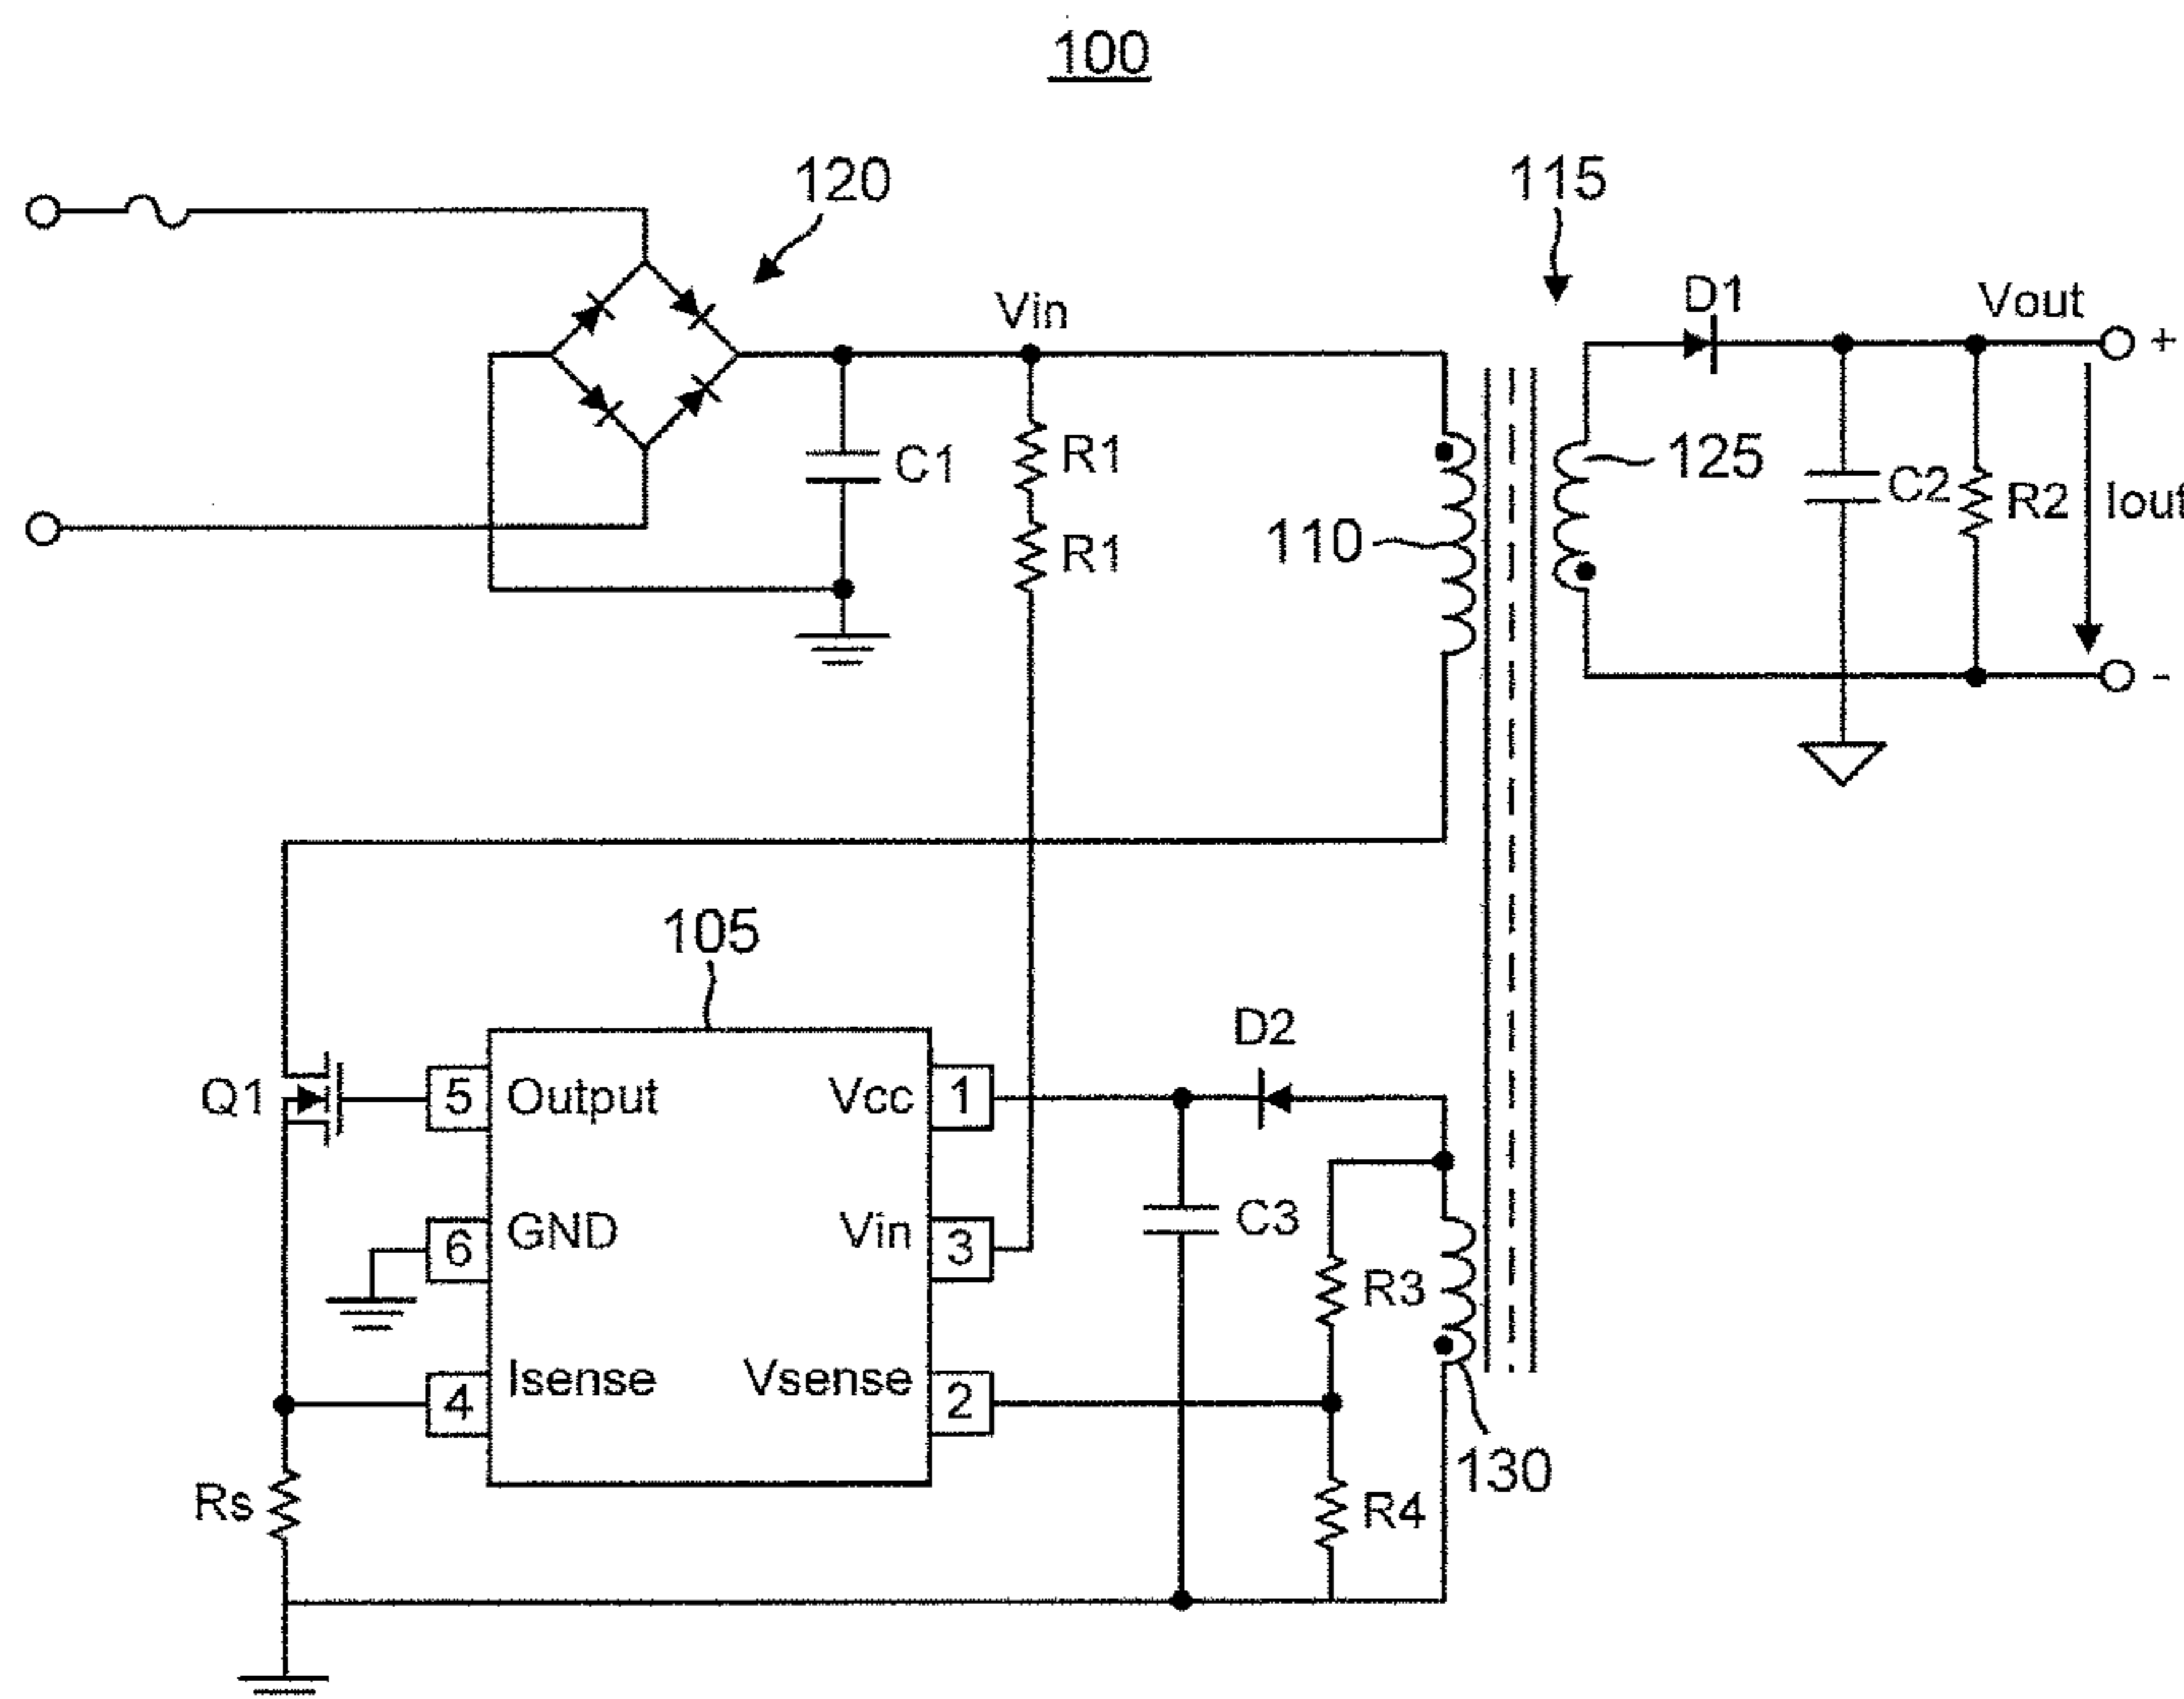 100
120
115
Vin
D1
Vout
+
C1
R1
125
C2
R2
Iout
110
R1
-
105
D2
Q1
5
Output
Vcc
1
6
GND
Vin
3
C3
R3
4
Isense
Vsense
2
130
Rs
R4